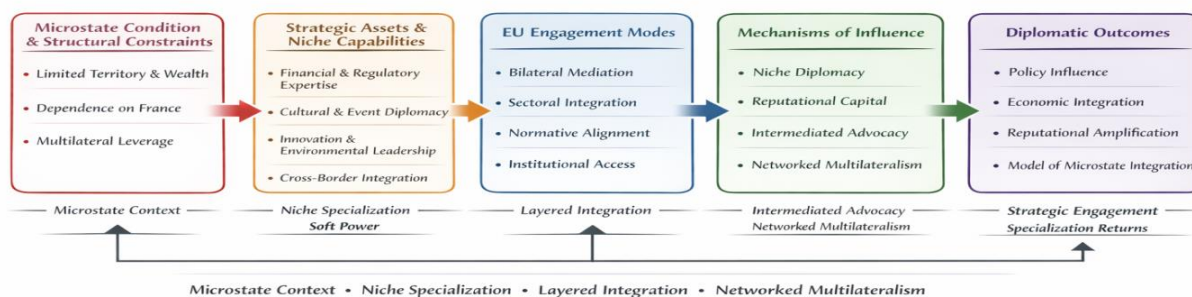 Microstate Condition
& Structural Constraints
• Limited Territory & Wealth
• Dependence on France
• Multilateral Leverage
Microstate Context
Strategic Assets &
Niche Capabilities
• Financial & Regulatory
Expertise
• Cultural & Event Diplomacy
• Innovation &
Environmental Leadership
• Cross-Border Integration
Niche Specialization
Soft Power
EU Engagement Modes
• Bilateral Mediation
• Sectoral Integration
• Normative Alignment
• Institutional Access
Layered Integration
Mechanisms of Influence
• Niche Diplomacy
• Reputational Capital
• Intermediated Advocacy
• Networked Multilateralism
Intermediated Advocacy
Networked Multilateralism
Diplomatic Outcomes
• Policy Influence
• Economic Integration
• Reputational Amplification
• Model of Microstate Integration
Strategic Engagement
Specialization Returns
Microstate Context • Niche Specialization • Layered Integration • Networked Multilateralism